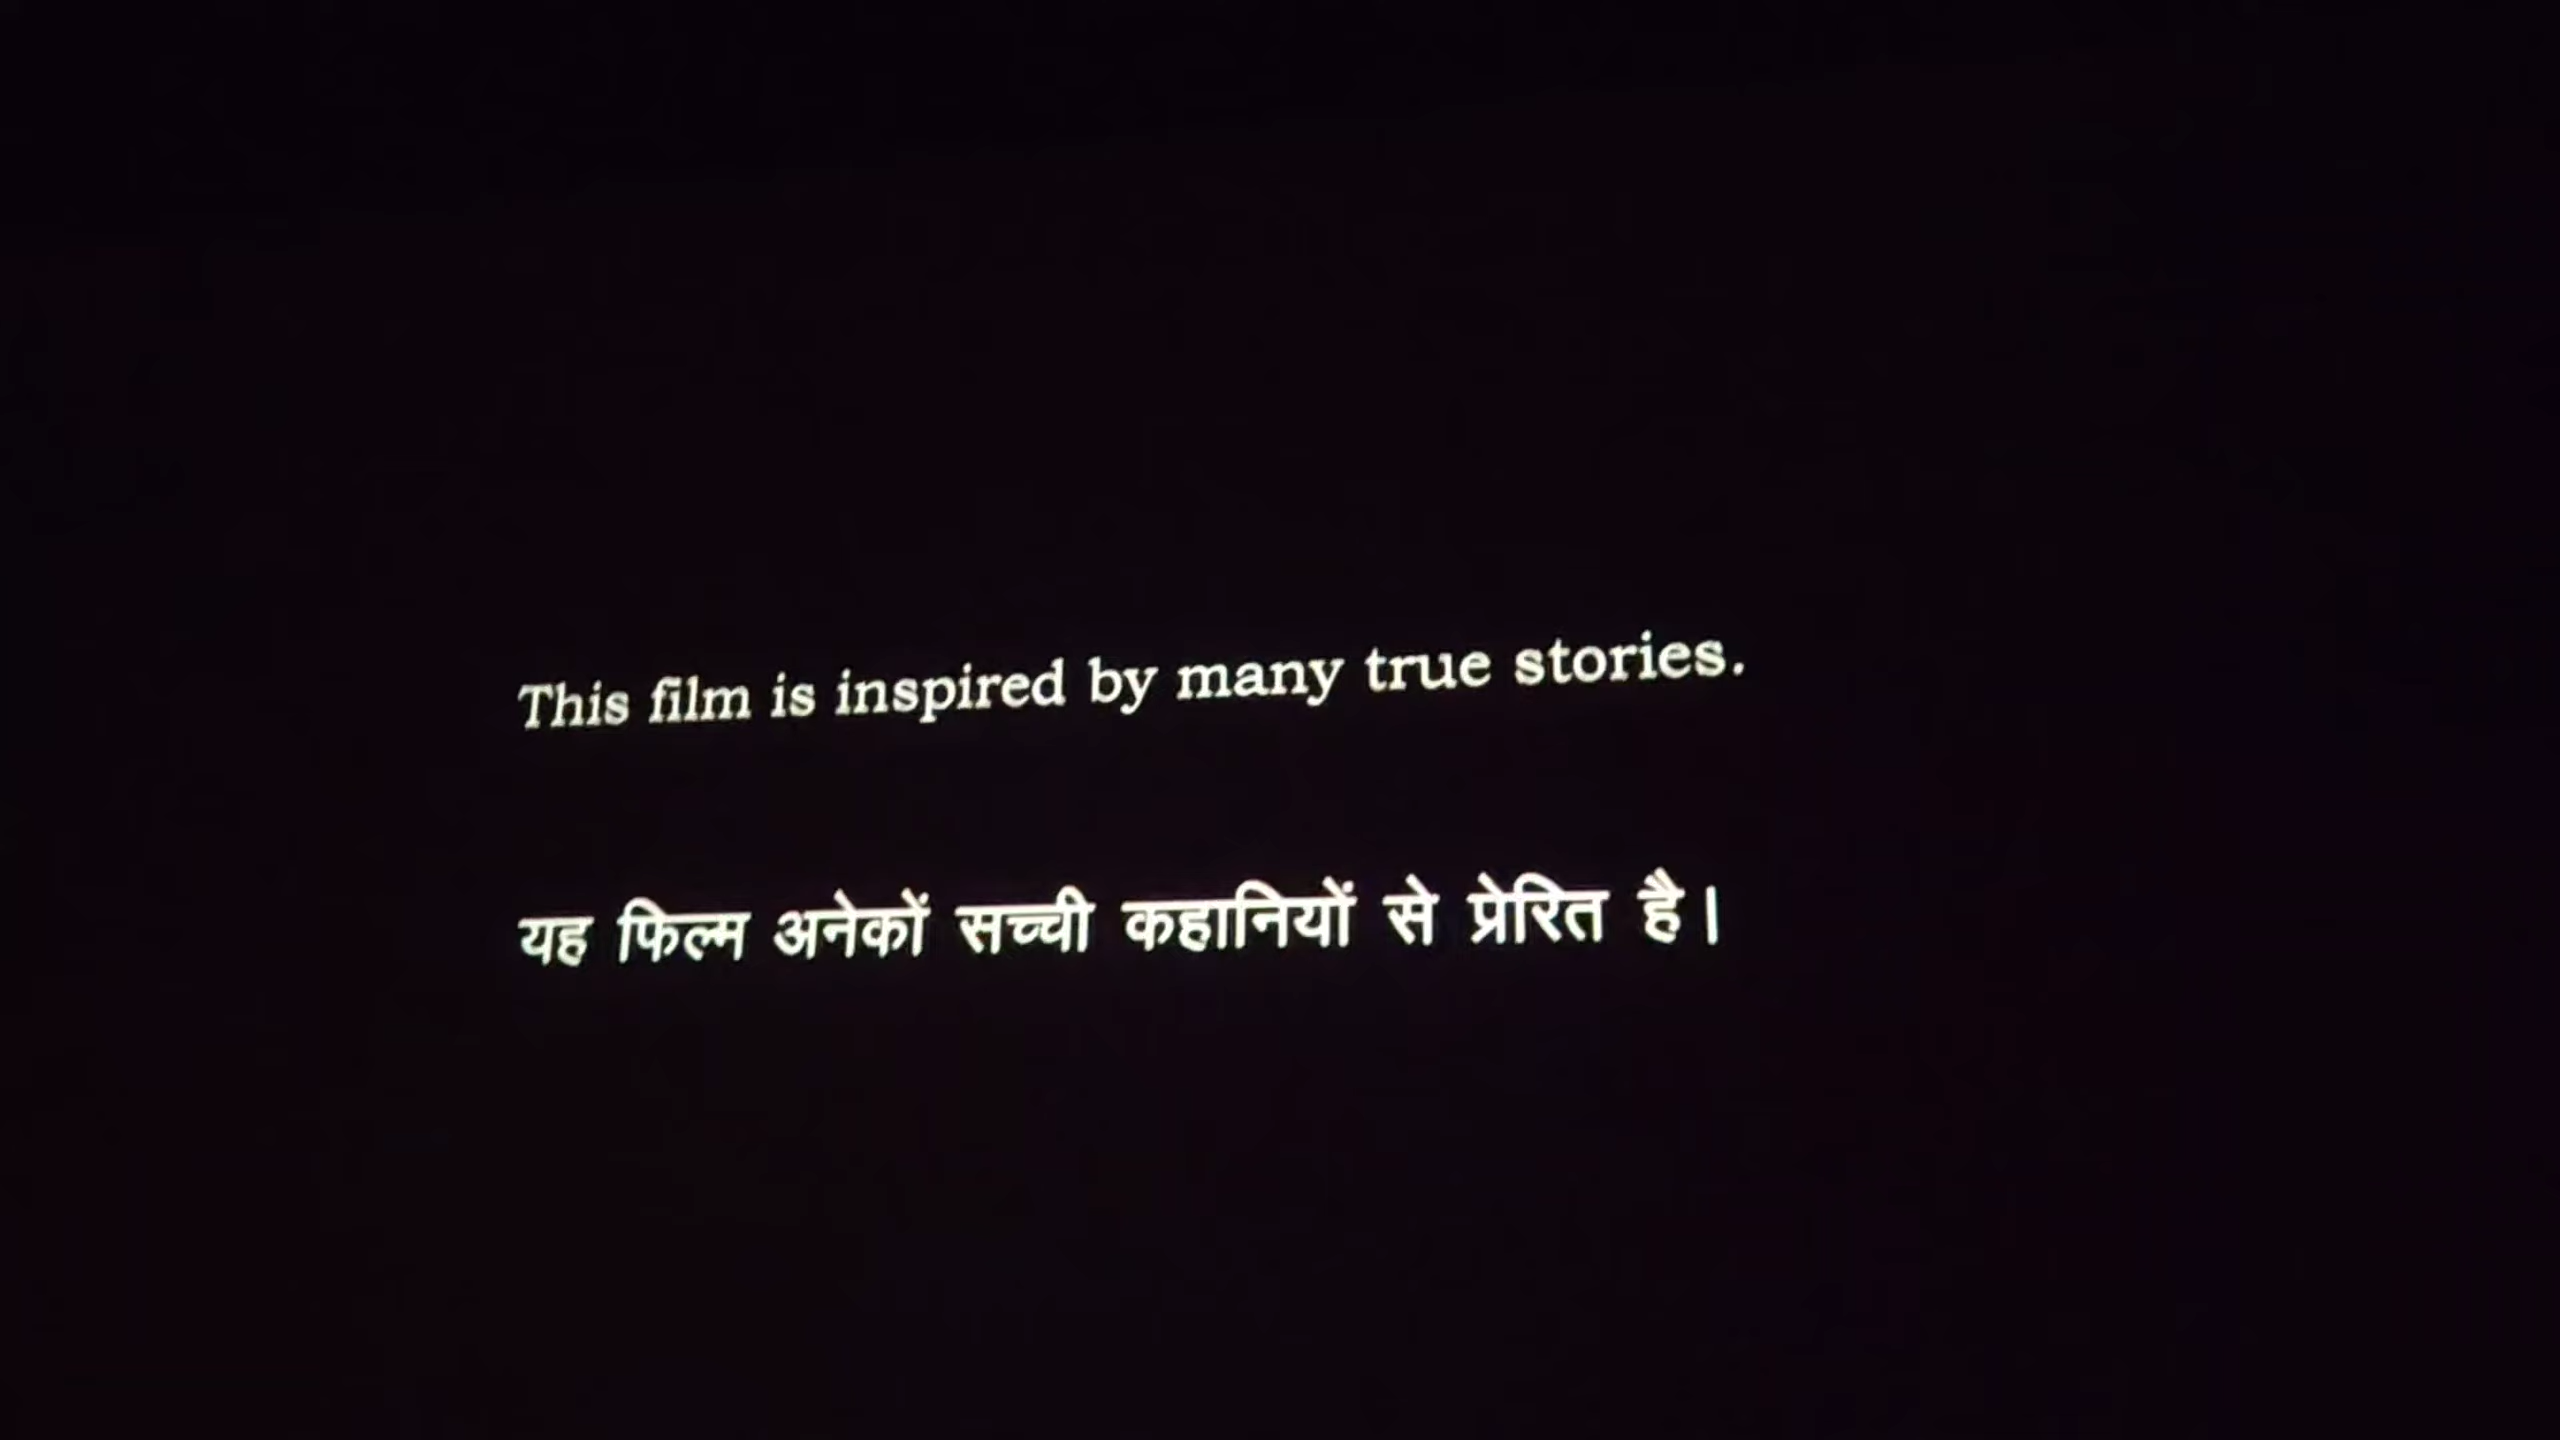 This film is inspired by many true stories.
यह फिल्म अनेकों सच्ची कहानियों से प्रेरित है।